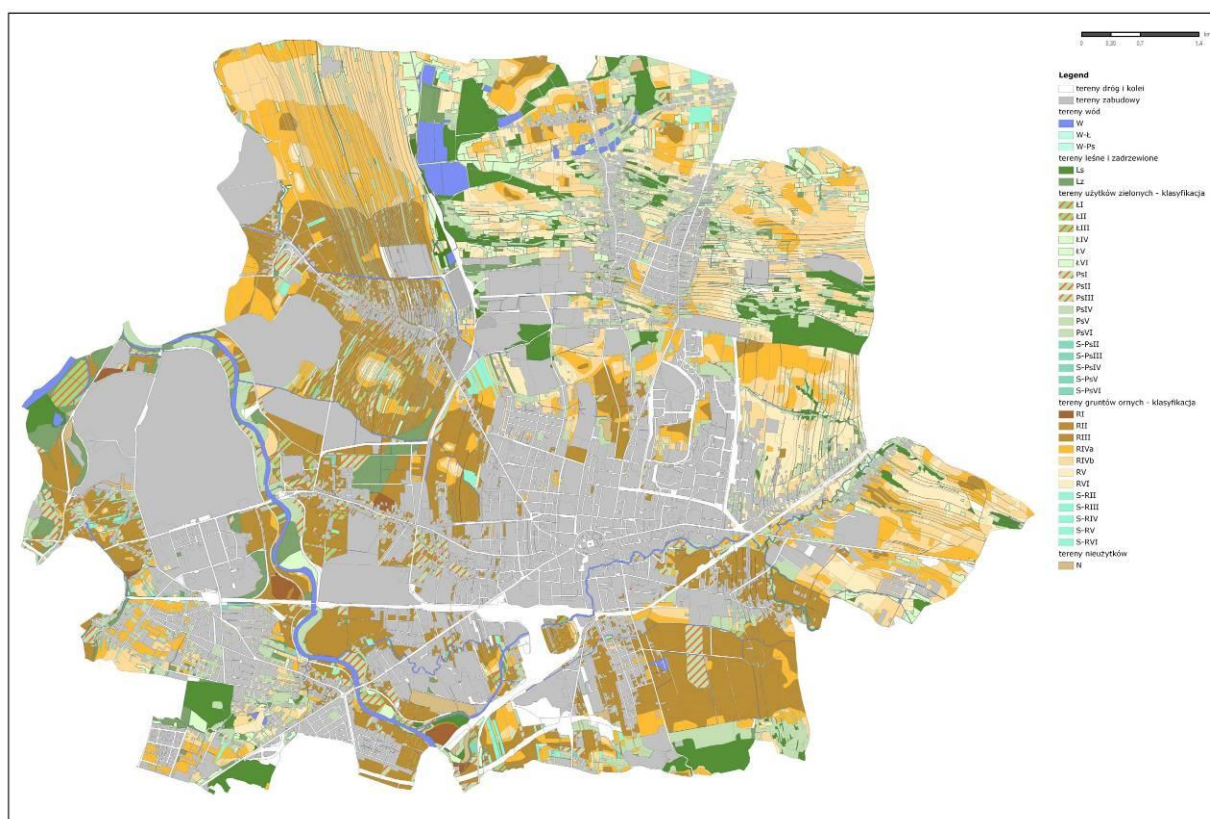 km
0
0,7
1,4
Legend
tereny dróg i kolei
tereny zabudowy
tereny wód
W
W-Ł
W-Ps
tereny leśne i zadrzewione
Ls
Lz
tereny użytków zielonych - klasyfikacja
ŁI
ŁII
ŁIII
ŁIV
ŁV
ŁVI
PsI
PsII
PsIII
PsIV
PsV
PsVI
S-PsII
S-PsIII
S-PsIV
S-PsV
S-PsVI
tereny gruntów ornych - klasyfikacja
RI
RII
RIII
RIVa
RIVb
RV
RVI
S-RII
S-RIII
S-RIV
S-RV
S-RVI
tereny nieużytków
N